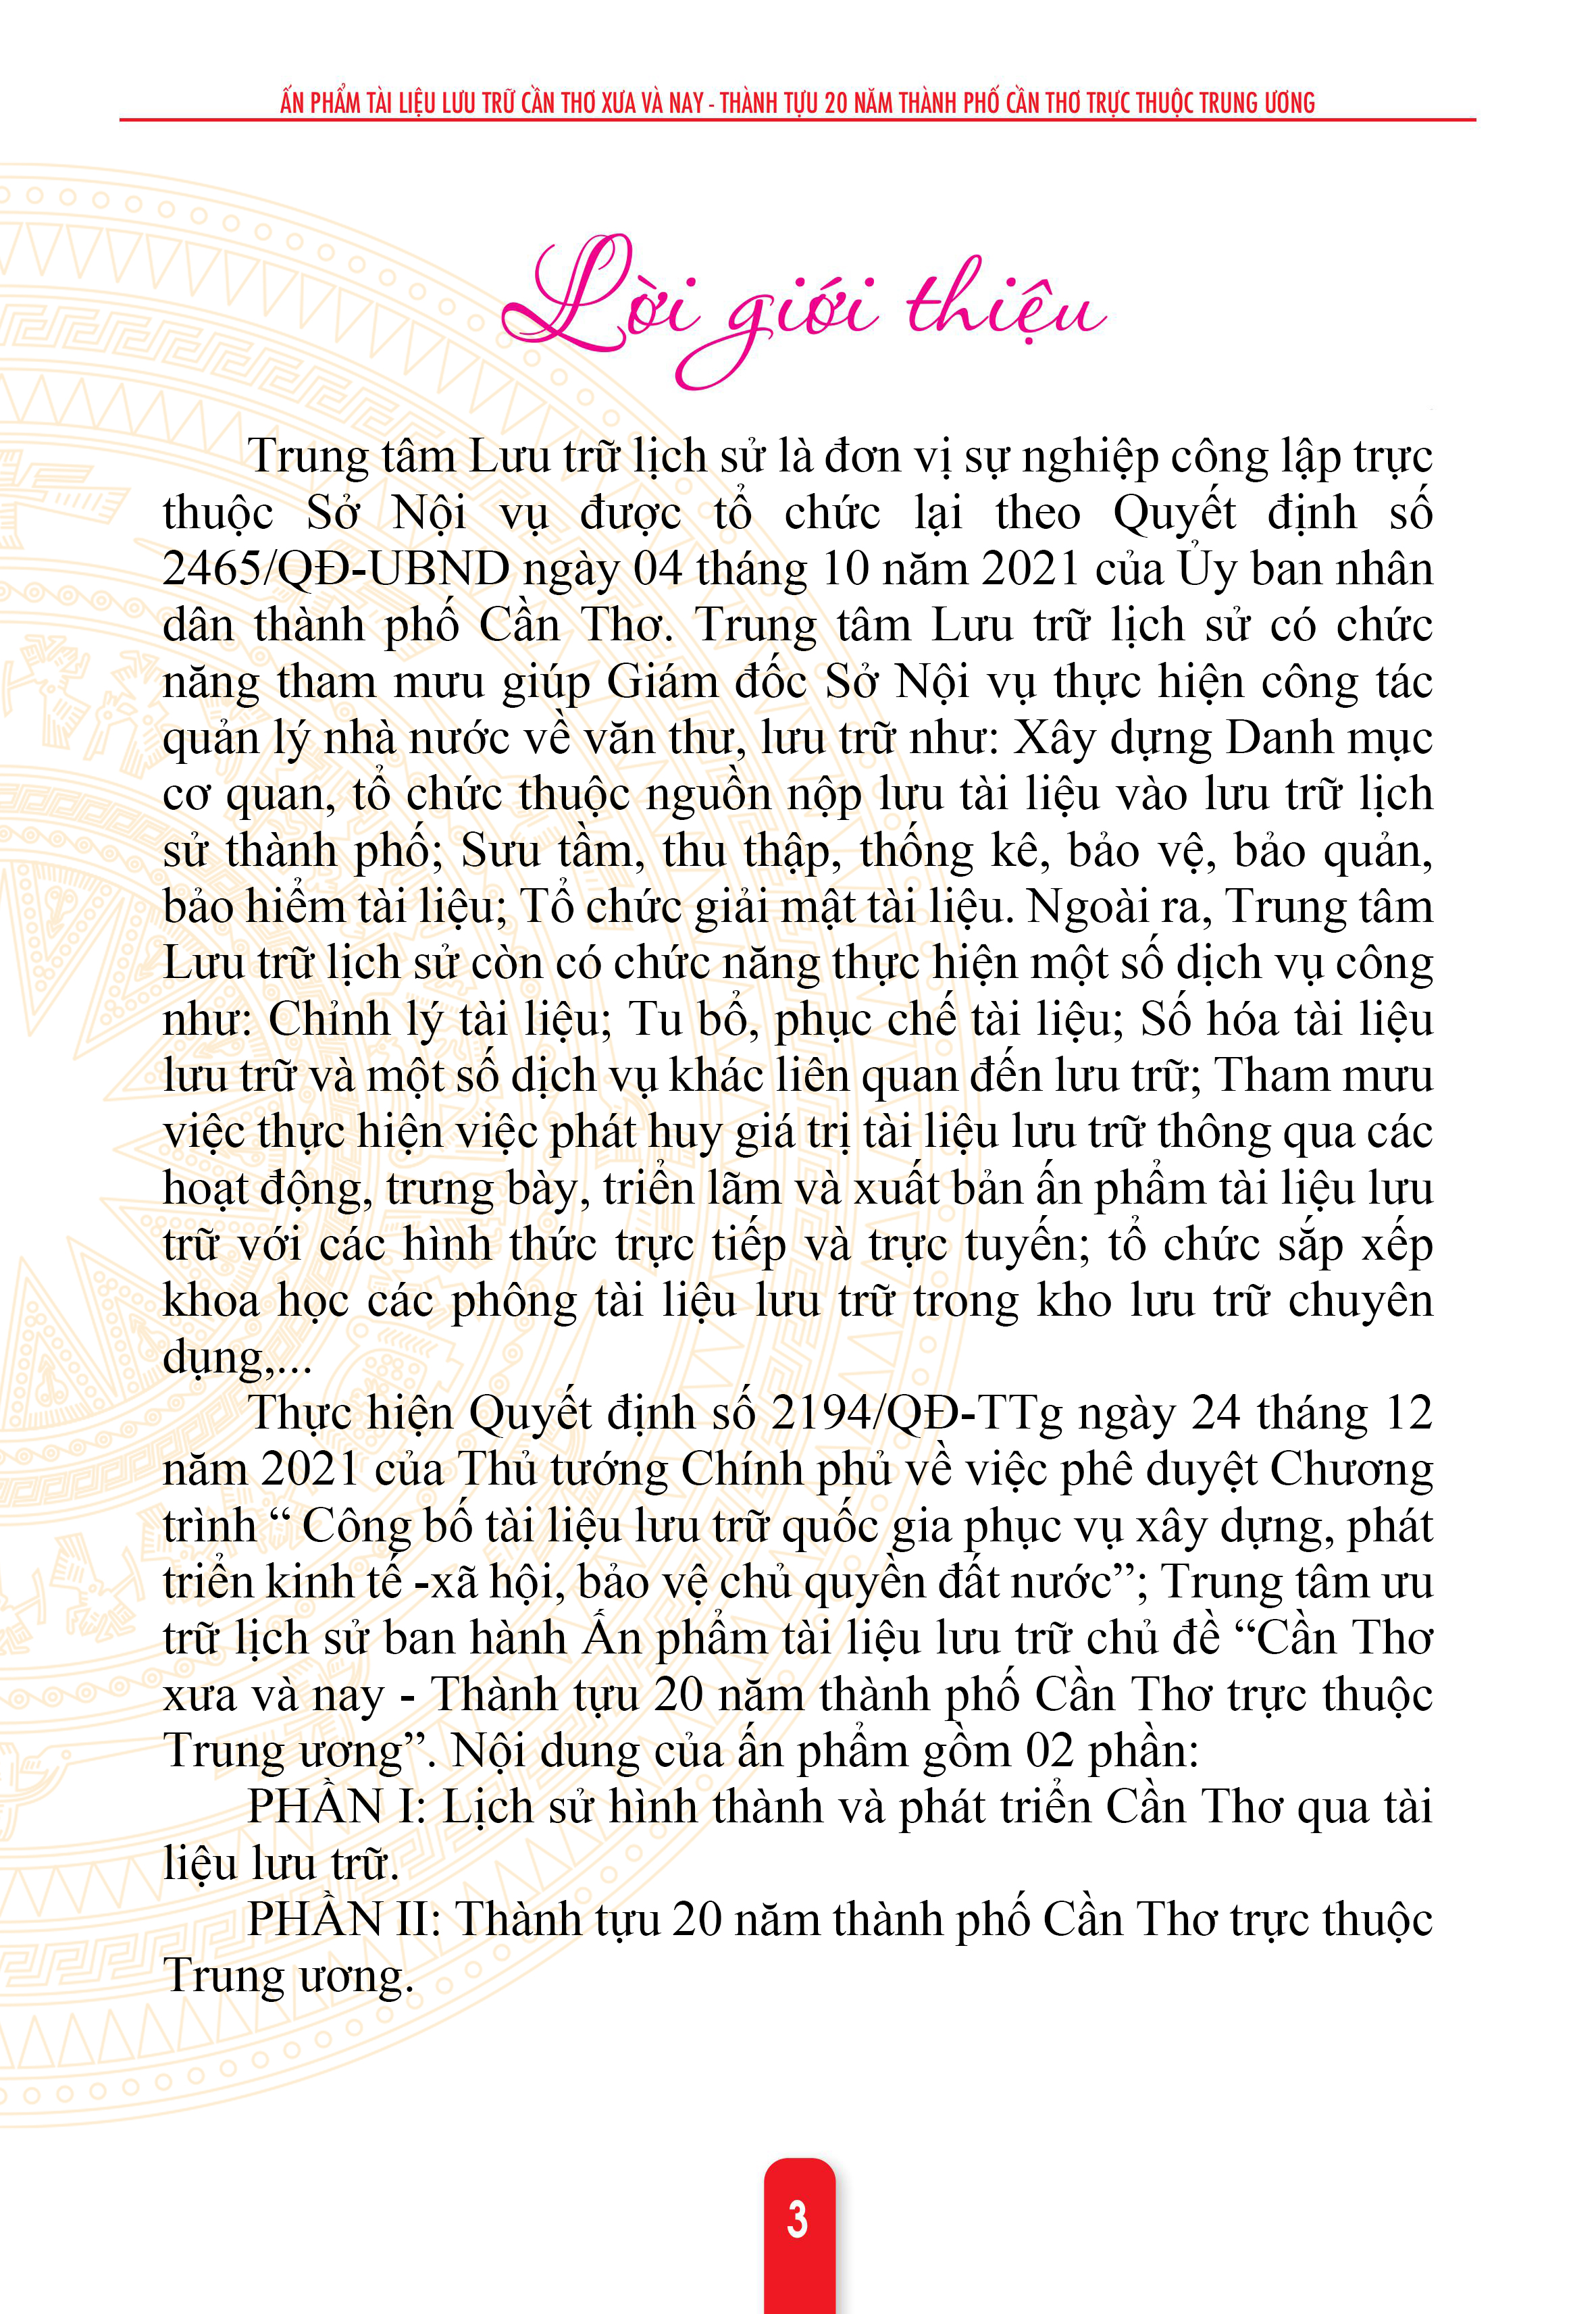 ẤN PHẨM TÀI LIỆU LƯU TRỮ CẦN THƠ XƯA VÀ NAY - THÀNH TỰU 20 NĂM THÀNH PHỐ CẦN THƠ TRỰC THUỘC TRUNG ƯƠNG
Lời giới thiệu
Trung tâm Lưu trữ lịch sử là đơn vị sự nghiệp công lập trực
thuộc Sở Nội vụ được tổ chức lại theo Quyết định số
2465/QĐ-UBND ngày 04 tháng 10 năm 2021 của Ủy ban nhân
dân thành phố Cần Thơ. Trung tâm Lưu trữ lịch sử có chức
năng tham mưu giúp Giám đốc Sở Nội vụ thực hiện công tác
quản lý nhà nước về văn thư, lưu trữ như: Xây dựng Danh mục
cơ quan, tổ chức thuộc nguồn nộp lưu tài liệu vào lưu trữ lịch
sử thành phố; Sưu tầm, thu thập, thống kê, bảo vệ, bảo quản,
bảo hiểm tài liệu; Tổ chức giải mật tài liệu. Ngoài ra, Trung tâm
Lưu trữ lịch sử còn có chức năng thực hiện một số dịch vụ công
như: Chỉnh lý tài liệu; Tu bổ, phục chế tài liệu; Số hóa tài liệu
lưu trữ và một số dịch vụ khác liên quan đến lưu trữ; Tham mưu
việc thực hiện việc phát huy giá trị tài liệu lưu trữ thông qua các
hoạt động, trưng bày, triển lãm và xuất bản ấn phẩm tài liệu lưu
trữ với các hình thức trực tiếp và trực tuyến; tổ chức sắp xếp
khoa học các phông tài liệu lưu trữ trong kho lưu trữ chuyên
dụng,...
Thực hiện Quyết định số 2194/QĐ-TTg ngày 24 tháng 12
năm 2021 của Thủ tướng Chính phủ về việc phê duyệt Chương
trình “ Công bố tài liệu lưu trữ quốc gia phục vụ xây dựng, phát
triển kinh tế -xã hội, bảo vệ chủ quyền đất nước”; Trung tâm ưu
trữ lịch sử ban hành Ấn phẩm tài liệu lưu trữ chủ đề “Cần Thơ
xưa và nay - Thành tựu 20 năm thành phố Cần Thơ trực thuộc
Trung ương”. Nội dung của ấn phẩm gồm 02 phần:
PHẦN I: Lịch sử hình thành và phát triển Cần Thơ qua tài
liệu lưu trữ.
PHẦN II: Thành tựu 20 năm thành phố Cần Thơ trực thuộc
Trung ương.
3